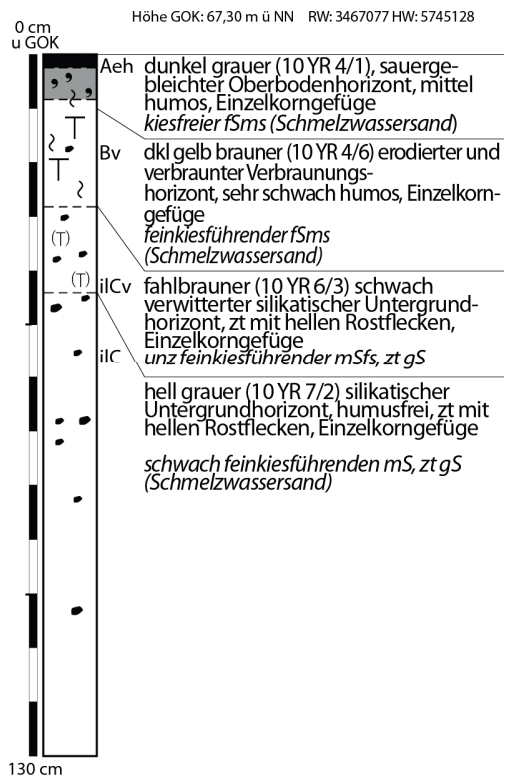 Höhe GOK: 67,30 m ü NN RW: 3467077 HW: 5745128
0 cm
u GOK
Aeh dunkel grauer (10 YR 4/1), sauerge-
bleichter Oberbodenhorizont, mittel
humos, Einzelkorngefüge
kiesfreier fSms (Schmelzwassersand)
T
Bv dkl gelb brauner (10 YR 4/6) erodierter und
verbraunter Verbraunungs-
horizont, sehr schwach humos, Einzelkorn-
gefüge
feinkiesführender fSms
(Schmelzwassersand)
T
(T)
(T)
ilCv fahlbrauner (10 YR 6/3) schwach
verwitterter silikatischer Untergrund-
horizont, zt mit hellen Rostflecken,
Einzelkorngefüge
unz feinkiesführender mSfs, zt gS
ilC
hell grauer (10 YR 7/2) silikatischer
Untergrundhorizont, humusfrei, zt mit
hellen Rostflecken, Einzelkorngefüge
schwach feinkiesführenden mS, zt gS
(Schmelzwassersand)
130 cm